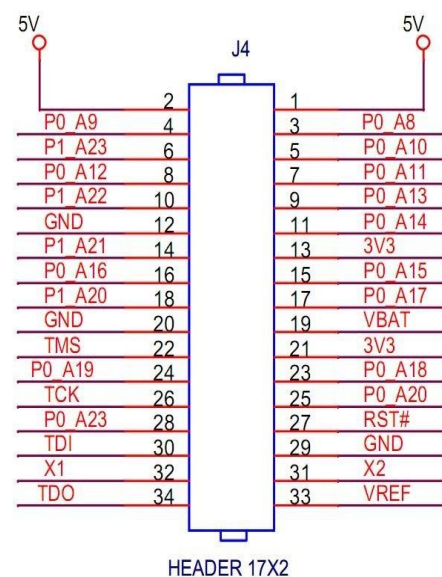 5V 5V
J4
2 1
P0_A9 4 3 P0_A8
P1_A23 6 5 P0_A10
P0_A12 8 7 P0_A11
P1_A22 10 9 P0_A13
GND 12 11 P0_A14
P1_A21 14 13 3V3
P0_A16 16 15 P0_A15
P1_A20 18 17 P0_A17
GND 20 19 VBAT
TMS 22 21 3V3
P0_A19 24 23 P0_A18
TCK 26 25 P0_A20
P0_A23 28 27 RST#
TDI 30 29 GND
X1 32 31 X2
TDO 34 33 VREF
HEADER 17X2